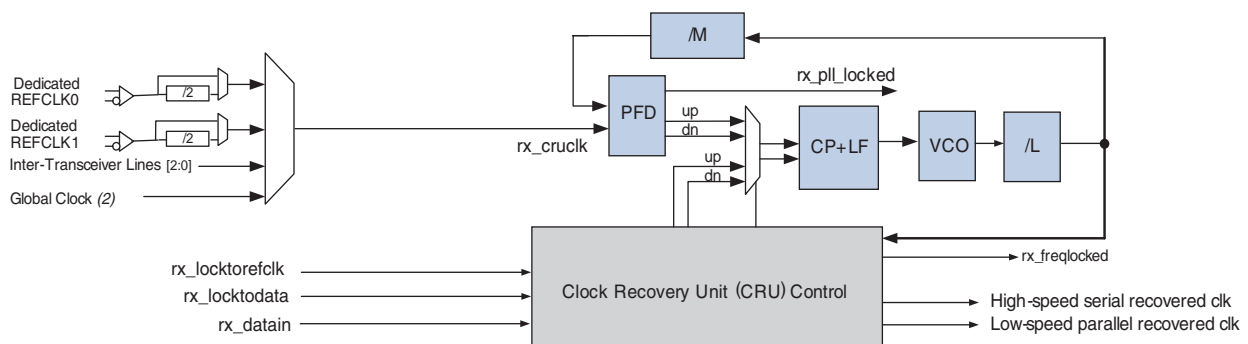 /M
Dedicated
REFCLK0
/2
rx_pll_locked
PFD
up
dn
CP+LF
VCO
/L
Dedicated
REFCLK1
/2
rx_cruclk
up
dn
Inter-Transceiver Lines [2:0]
Global Clock (2)
rx_locktorefclk
rx_locktodata
rx_datain
Clock Recovery Unit (CRU) Control
rx_freqlocked
High-speed serial recovered clk
Low-speed parallel recovered clk